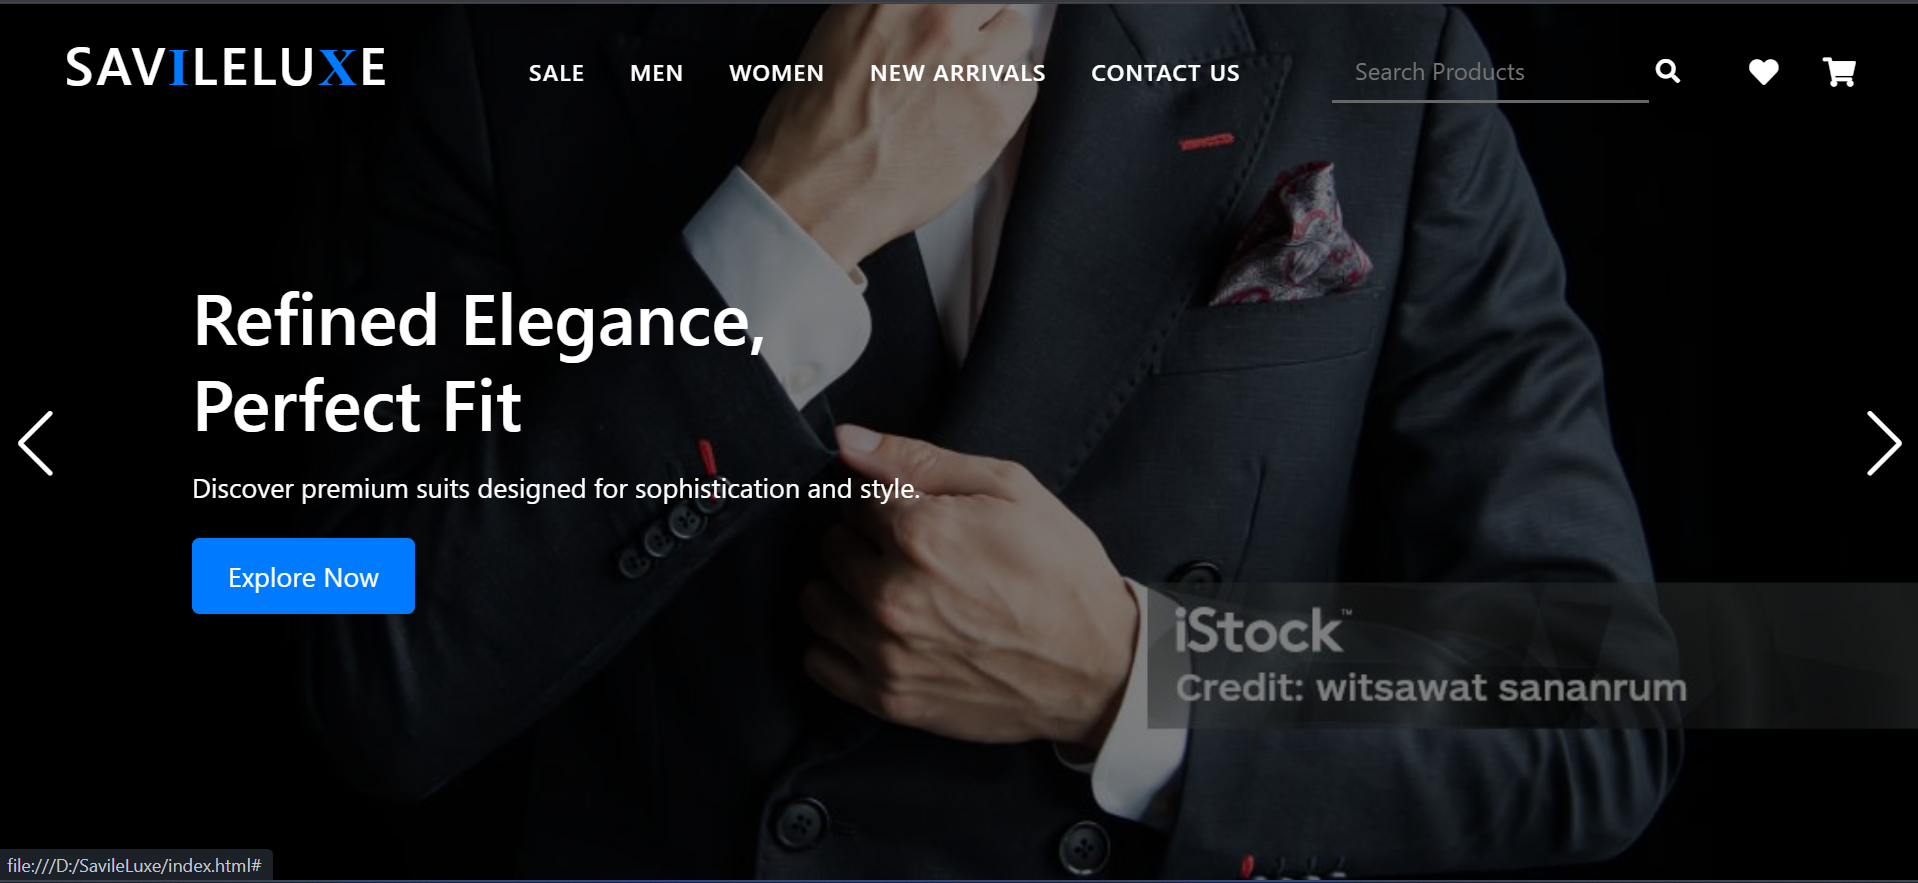 SAVILELUXE
SALE MEN WOMEN NEW ARRIVALS CONTACT US Search Products
Refined Elegance,
Perfect Fit
Discover premium suits designed for sophistication and style.
Explore Now
iStock™
Credit: witsawat sananrum
file:///D:/SavileLuxe/index.html#